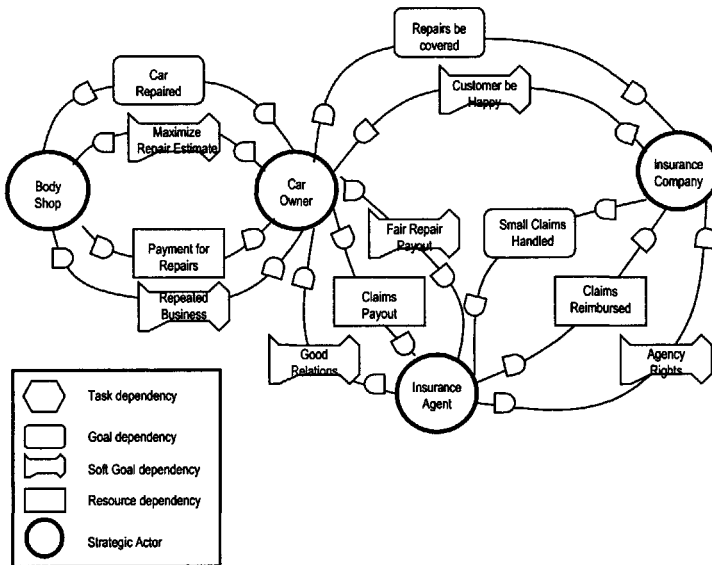 Repairs be
covered
Car
Repaired
Customer be
Happy
Maximize
Repair Estimate
Body
Shop
Car
Owner
Insurance
Company
Fair Repair
Payout
Small Claims
Handled
Payment for
Repairs
Claims
Payout
Claims
Reimbursed
Repeated
Business
Good
Relations
Insurance
Agent
Agency
Rights
Task dependency
Goal dependency
Soft Goal dependency
Resource dependency
Strategic Actor